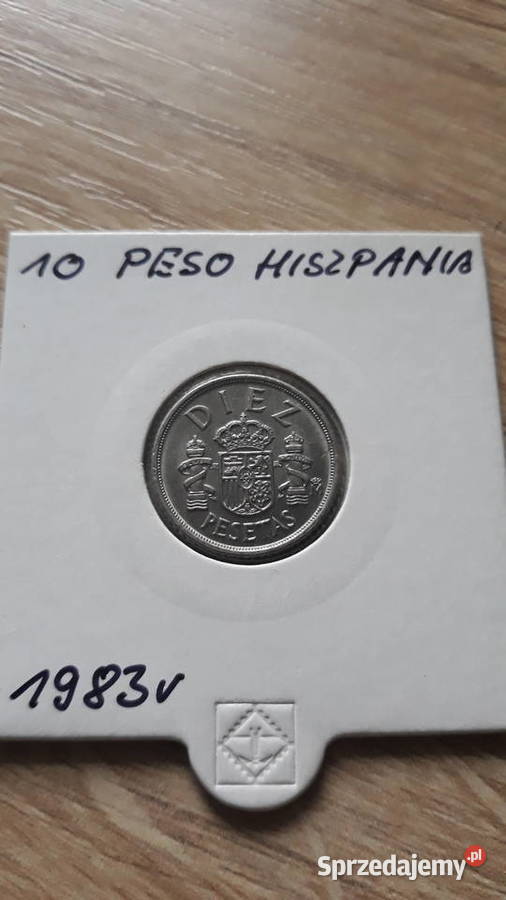 10 PESO HISZPANIA
DIEZ
PESETAS
1983r
Sprzedajemy.pl